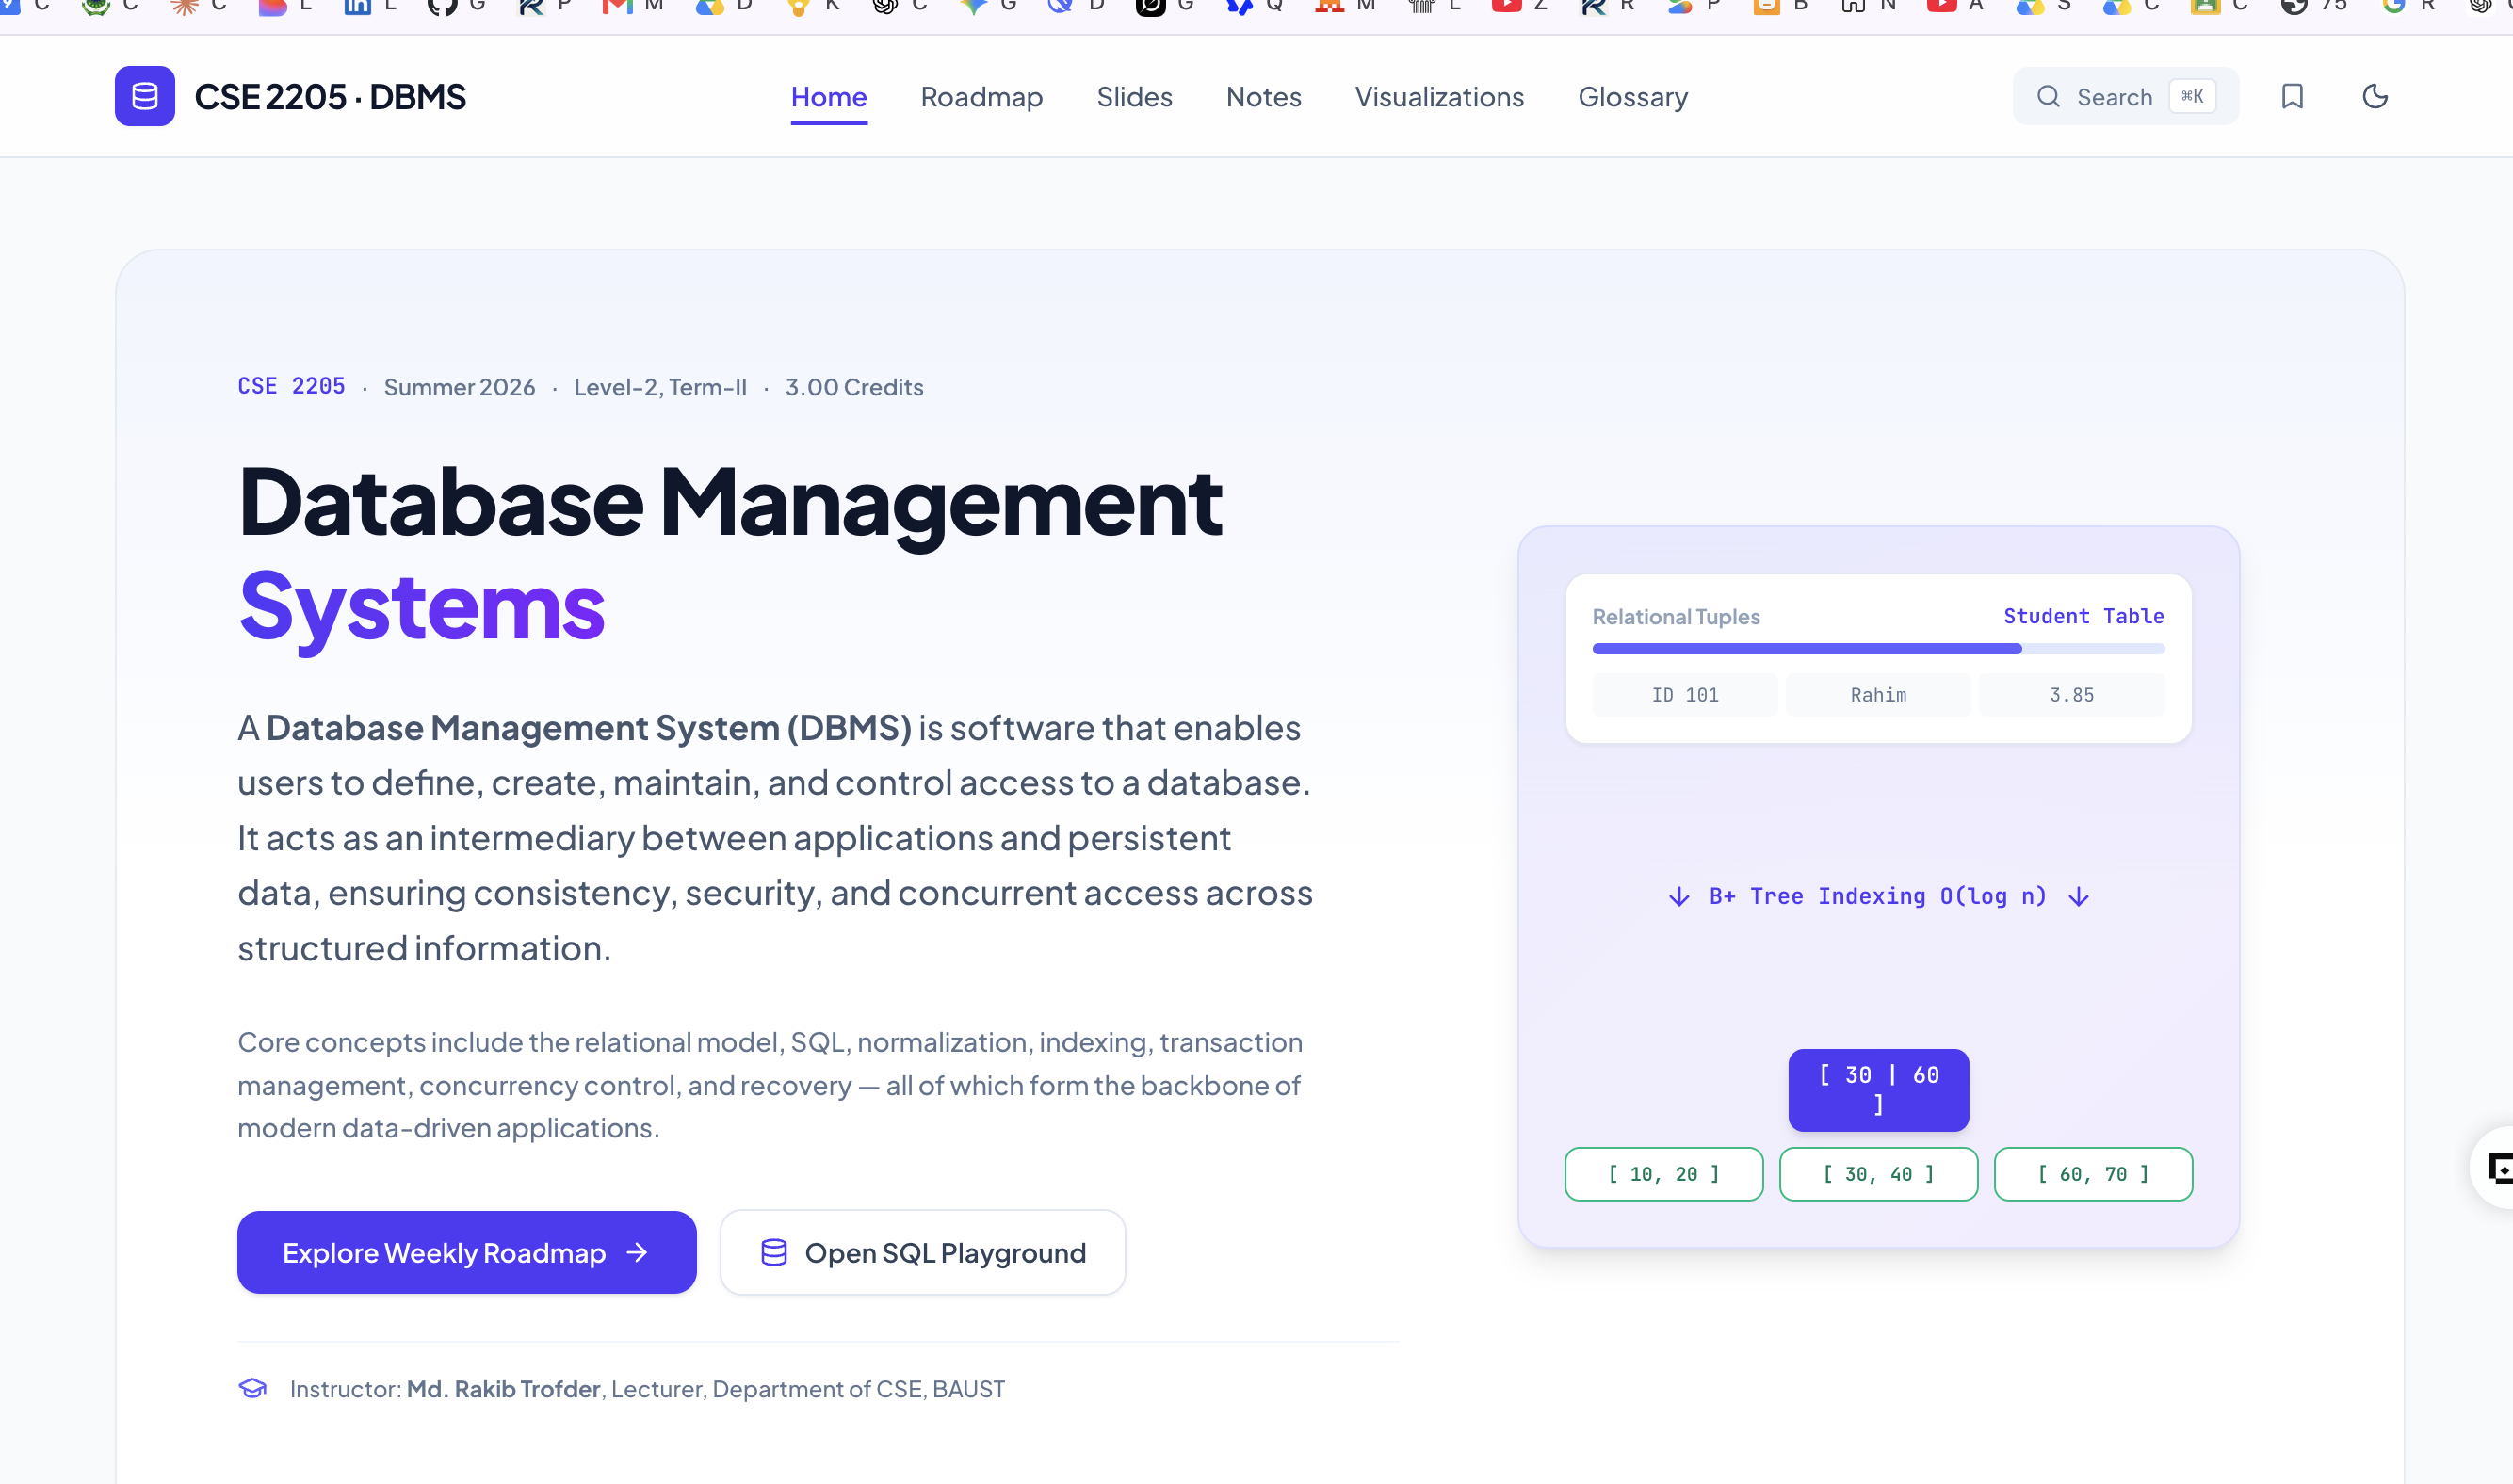 C C C L L G P M D K C G D G Q M L Z R P B N A S C C 75 R
CSE 2205 · DBMS
Home Roadmap Slides Notes Visualizations Glossary
Search ⌘K
CSE 2205 · Summer 2026 · Level-2, Term-II · 3.00 Credits
Database Management
Systems
A Database Management System (DBMS) is software that enables
users to define, create, maintain, and control access to a database.
It acts as an intermediary between applications and persistent
data, ensuring consistency, security, and concurrent access across
structured information.
Core concepts include the relational model, SQL, normalization, indexing, transaction
management, concurrency control, and recovery — all of which form the backbone of
modern data-driven applications.
Explore Weekly Roadmap →
Open SQL Playground
Instructor: Md. Rakib Trofder, Lecturer, Department of CSE, BAUST
Relational Tuples Student Table
ID 101 Rahim 3.85
↓ B+ Tree Indexing O(log n) ↓
[ 30 | 60
]
[ 10, 20 ] [ 30, 40 ] [ 60, 70 ]